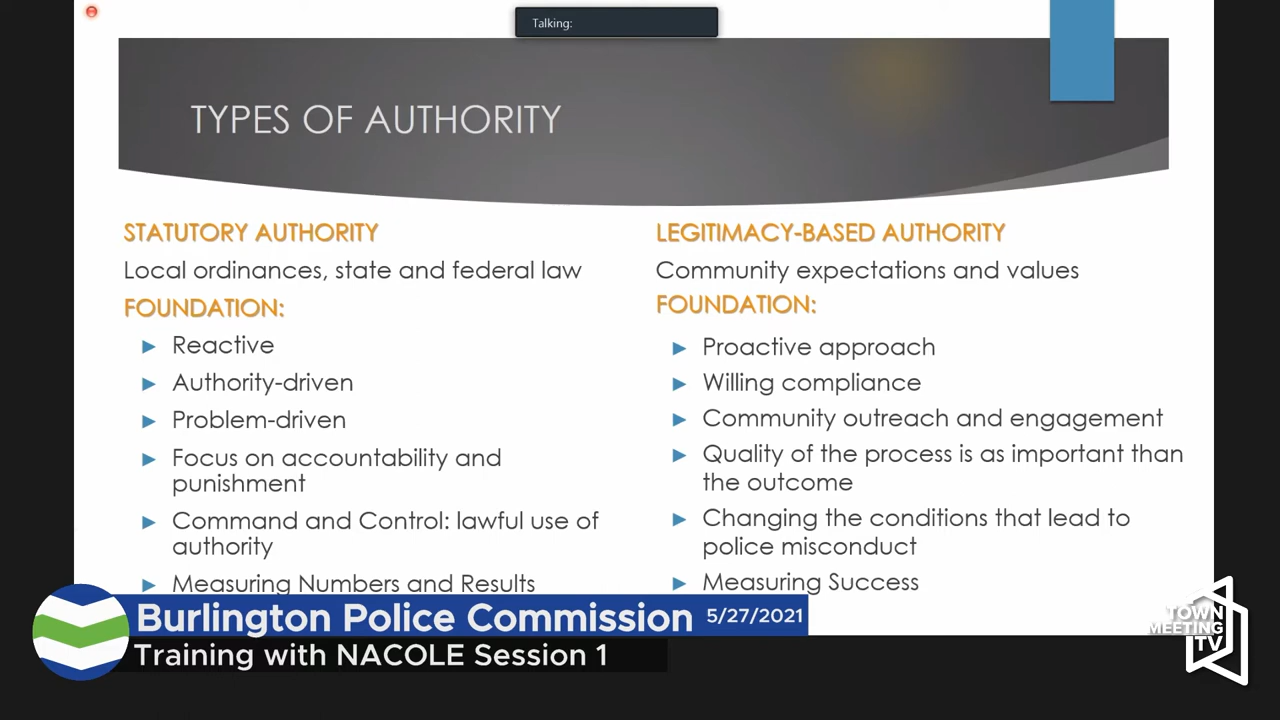 Talking:
TYPES OF AUTHORITY
STATUTORY AUTHORITY
Local ordinances, state and federal law
FOUNDATION:
Reactive
Authority-driven
Problem-driven
Focus on accountability and
punishment
Command and Control: lawful use of
authority
Measuring Numbers and Results
LEGITIMACY-BASED AUTHORITY
Community expectations and values
FOUNDATION:
Proactive approach
Willing compliance
Community outreach and engagement
Quality of the process is as important than
the outcome
Changing the conditions that lead to
police misconduct
Measuring Success
Burlington Police Commission 5/27/2021
Training with NACOLE Session 1
TOWN
MEETING
TV